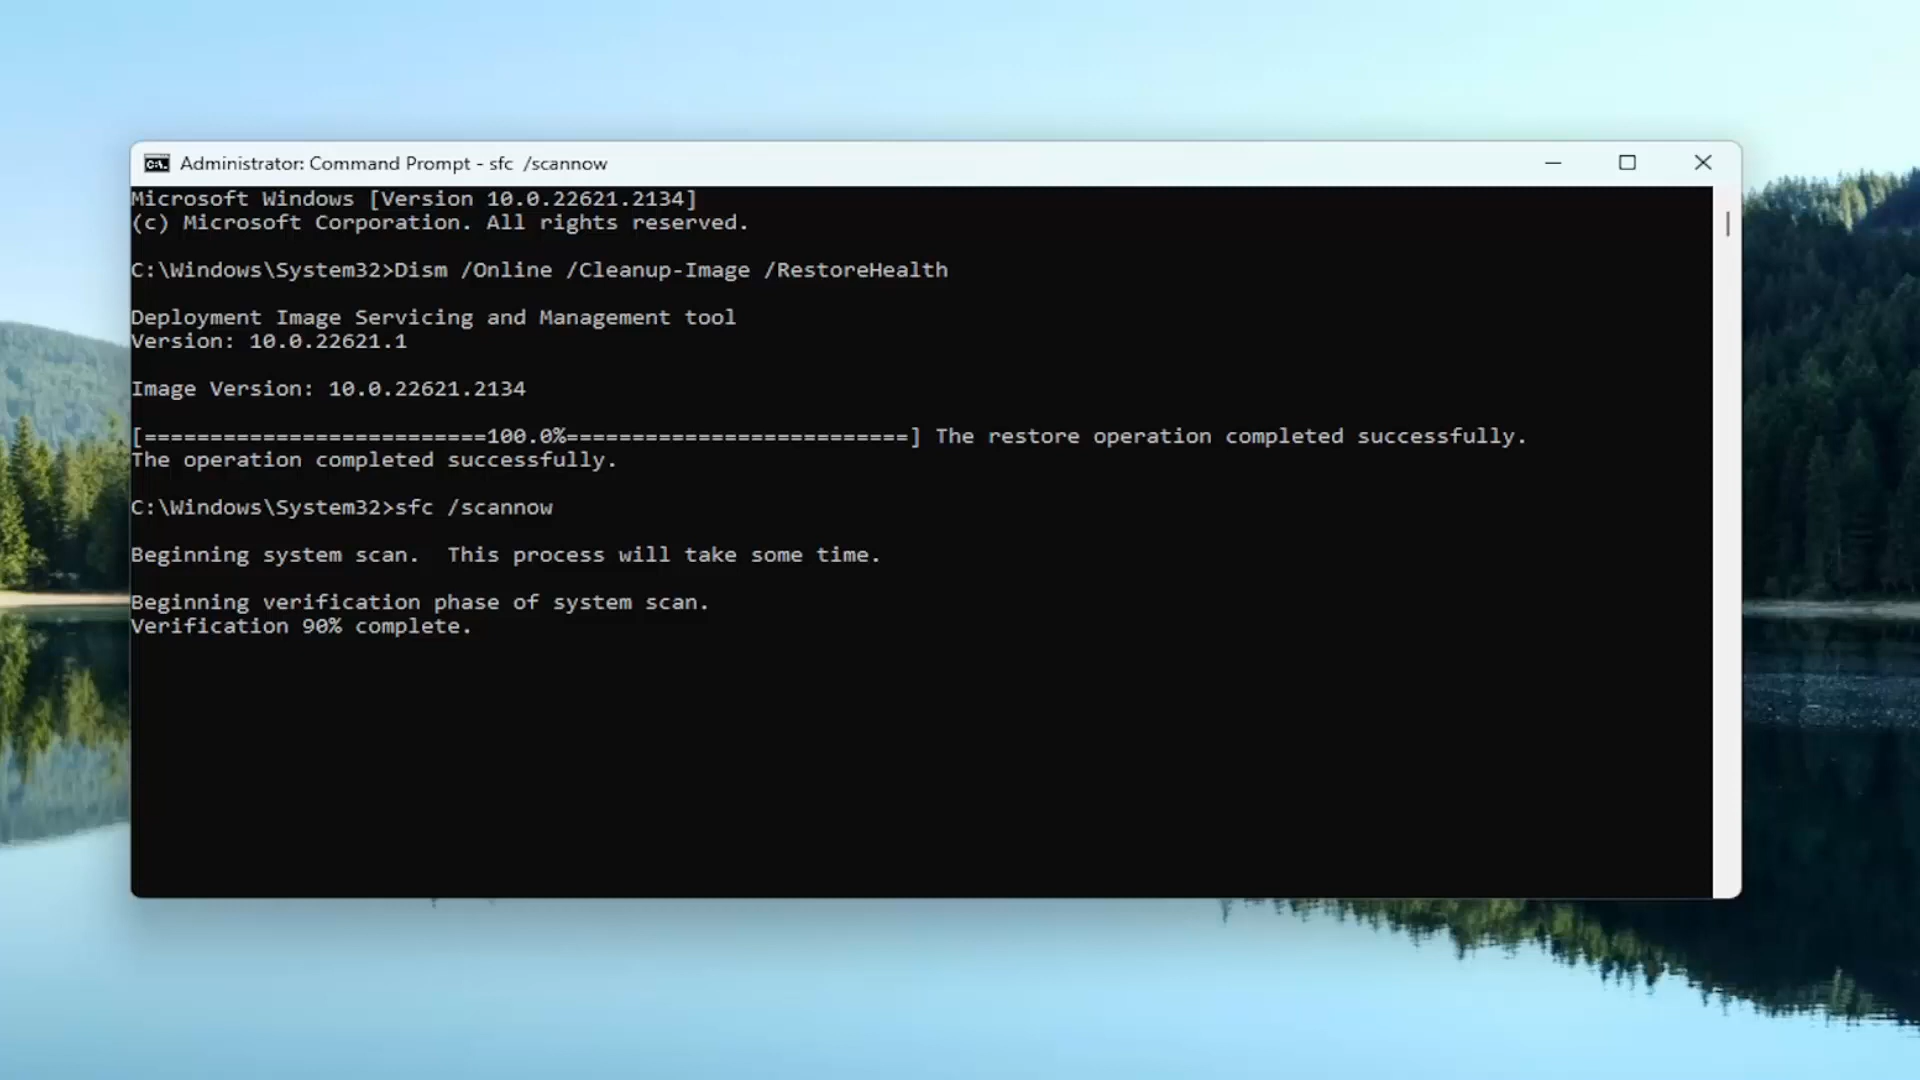 Administrator: Command Prompt - sfc  /scannow
Microsoft Windows [Version 10.0.22621.2134]
(c) Microsoft Corporation. All rights reserved.
C:\Windows\System32>Dism /Online /Cleanup-Image /RestoreHealth
Deployment Image Servicing and Management tool
Version: 10.0.22621.1
Image Version: 10.0.22621.2134
[==========================100.0%==========================] The restore operation completed successfully.
The operation completed successfully.
C:\Windows\System32>sfc /scannow
Beginning system scan.  This process will take some time.
Beginning verification phase of system scan.
Verification 90% complete.